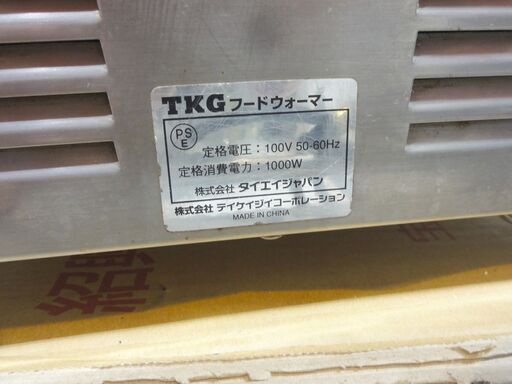 TKG フードウォーマー
PS
E
定格電圧：100V 50-60Hz
定格消費電力：1000W
株式会社 タイエイジャパン
株式会社 テイケイジイコーポレーション
MADE IN CHINA